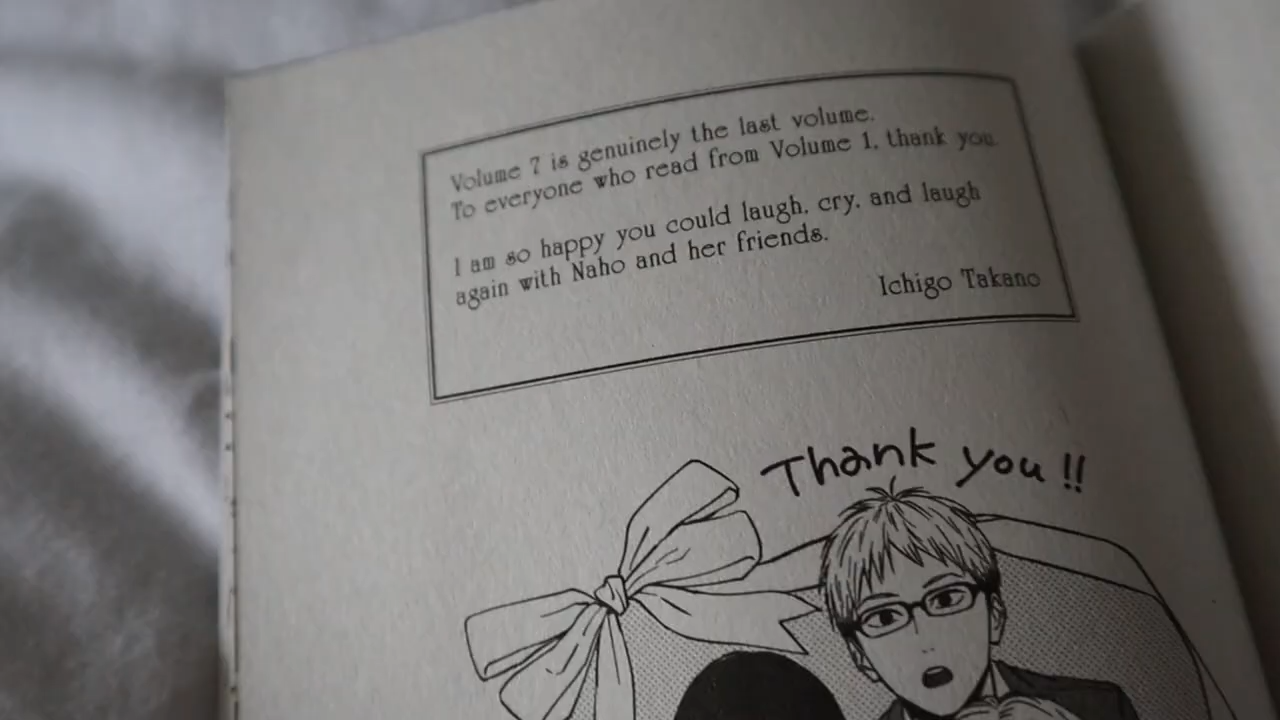 Volume 7 is genuinely the last volume.
To everyone who read from Volume 1, thank you.
I am so happy you could laugh, cry, and laugh
again with Naho and her friends.
Ichigo Takano
Thank you!!